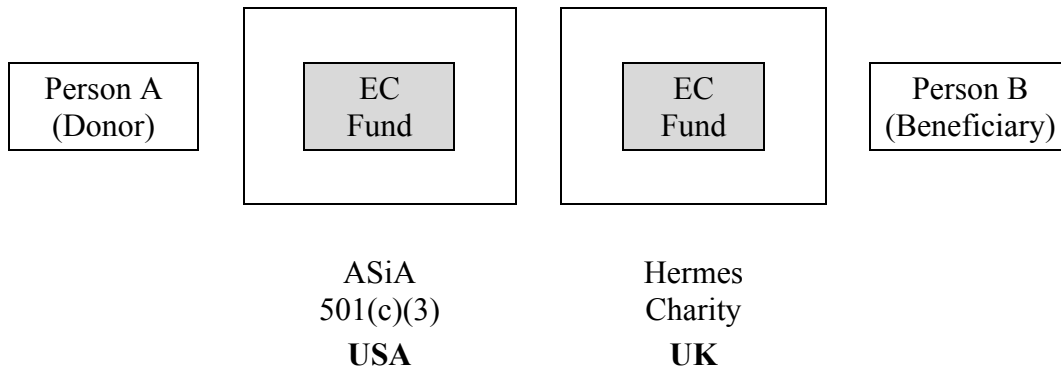 Person A
(Donor)
EC
Fund
EC
Fund
Person B
(Beneficiary)
ASiA
501(c)(3)
USA
Hermes
Charity
UK